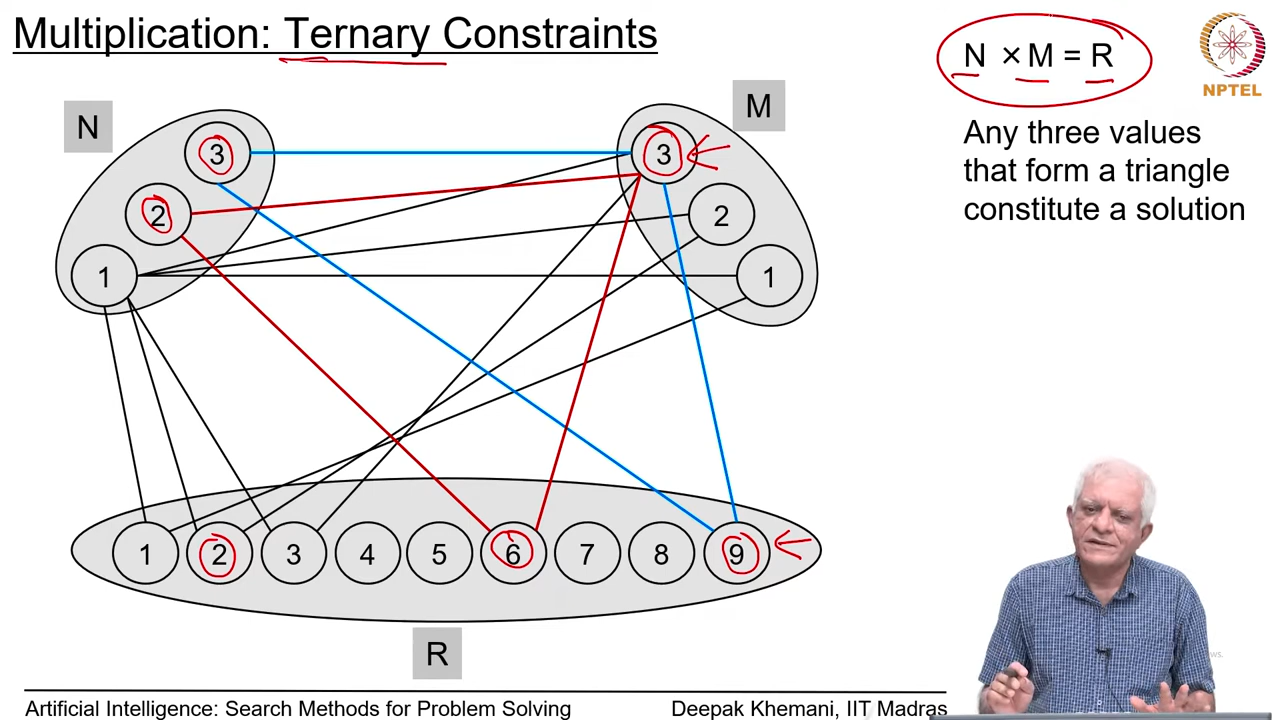 Multiplication: Ternary Constraints
N × M = R
NPTEL
Any three values
that form a triangle
constitute a solution
N
M
3
3
2
2
1
1
1 2 3 4 5 6 7 8 9
R
Artificial Intelligence: Search Methods for Problem Solving
Deepak Khemani, IIT Madras